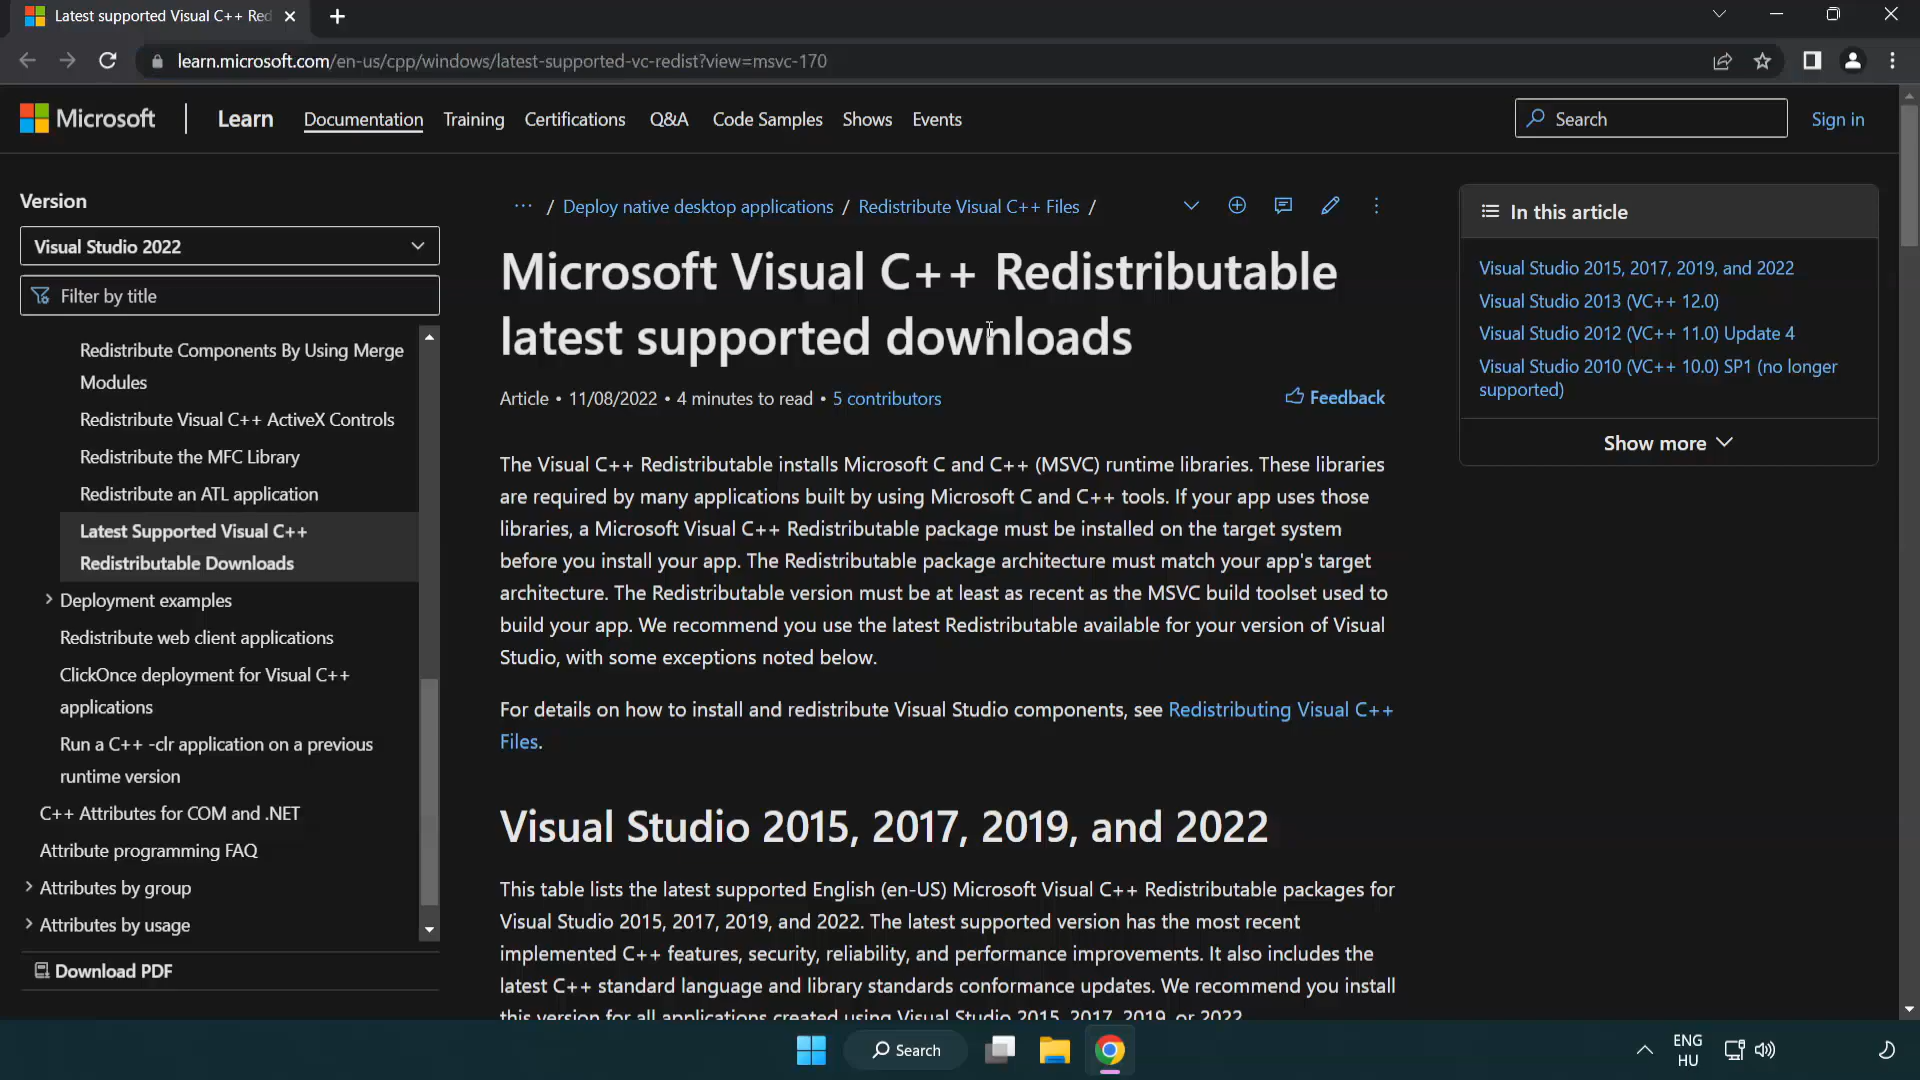 Latest supported Visual C++ Red
learn.microsoft.com/en-us/cpp/windows/latest-supported-vc-redist?view=msvc-170
Microsoft
Learn
Documentation
Training
Certifications
Q&A
Code Samples
Shows
Events
Search
Sign in
Version
Visual Studio 2022
Filter by title
Redistribute Components By Using Merge
Modules
Redistribute Visual C++ ActiveX Controls
Redistribute the MFC Library
Redistribute an ATL application
Latest Supported Visual C++
Redistributable Downloads
Deployment examples
Redistribute web client applications
ClickOnce deployment for Visual C++
applications
Run a C++ -clr application on a previous
runtime version
C++ Attributes for COM and .NET
Attribute programming FAQ
Attributes by group
Attributes by usage
Download PDF
··· / Deploy native desktop applications / Redistribute Visual C++ Files /
Microsoft Visual C++ Redistributable
latest supported downloads
Article • 11/08/2022 • 4 minutes to read • 5 contributors
Feedback
The Visual C++ Redistributable installs Microsoft C and C++ (MSVC) runtime libraries. These libraries
are required by many applications built by using Microsoft C and C++ tools. If your app uses those
libraries, a Microsoft Visual C++ Redistributable package must be installed on the target system
before you install your app. The Redistributable package architecture must match your app's target
architecture. The Redistributable version must be at least as recent as the MSVC build toolset used to
build your app. We recommend you use the latest Redistributable available for your version of Visual
Studio, with some exceptions noted below.
For details on how to install and redistribute Visual Studio components, see Redistributing Visual C++
Files.
Visual Studio 2015, 2017, 2019, and 2022
This table lists the latest supported English (en-US) Microsoft Visual C++ Redistributable packages for
Visual Studio 2015, 2017, 2019, and 2022. The latest supported version has the most recent
implemented C++ features, security, reliability, and performance improvements. It also includes the
latest C++ standard language and library standards conformance updates. We recommend you install
this version for all applications created using Visual Studio 2015, 2017, 2019, or 2022.
In this article
Visual Studio 2015, 2017, 2019, and 2022
Visual Studio 2013 (VC++ 12.0)
Visual Studio 2012 (VC++ 11.0) Update 4
Visual Studio 2010 (VC++ 10.0) SP1 (no longer
supported)
Show more
Search
ENG
HU